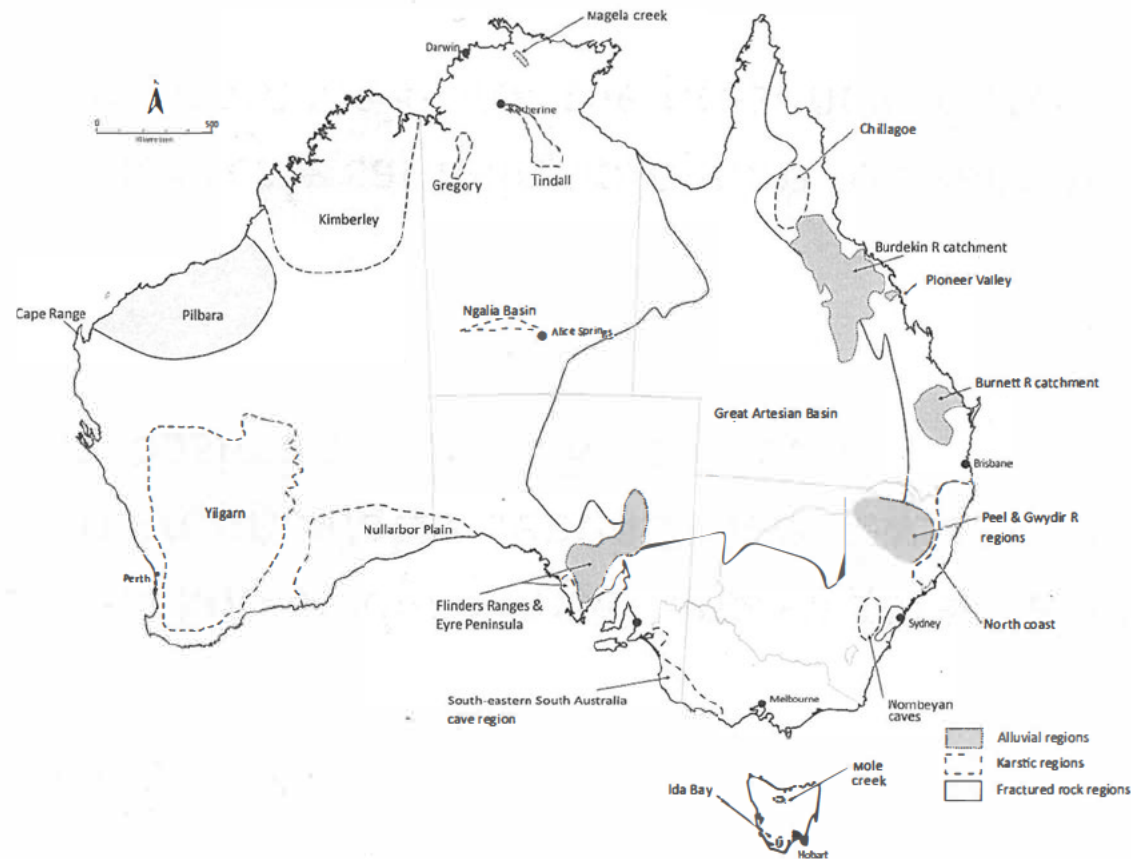 Magela creek
Darwin
Katherine
0
500
Chillagoe
Gregory
Tindall
Kimberley
Burdekin R catchment
Pioneer Valley
Ngalia Basin
Cape Range
Pilbara
Alice Springs
Burnett R catchment
Great Artesian Basin
Brisbane
Yilgarn
Nullarbor Plain
Peel & Gwydir R
regions
Perth
Flinders Ranges &
Eyre Peninsula
North coast
Sydney
South-eastern South Australia
cave region
Melbourne
Wombeyan
caves
Alluvial regions
Karstic regions
Fractured rock regions
Mole
creek
Ida Bay
Hobart